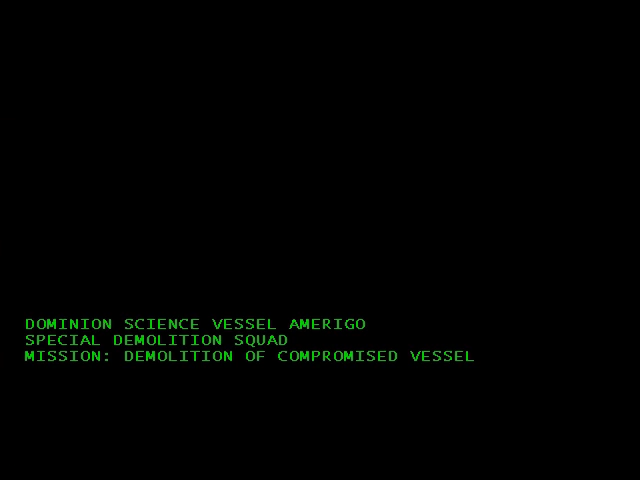 DOMINION SCIENCE VESSEL AMERIGO
SPECIAL DEMOLITION SQUAD
MISSION: DEMOLITION OF COMPROMISED VESSEL